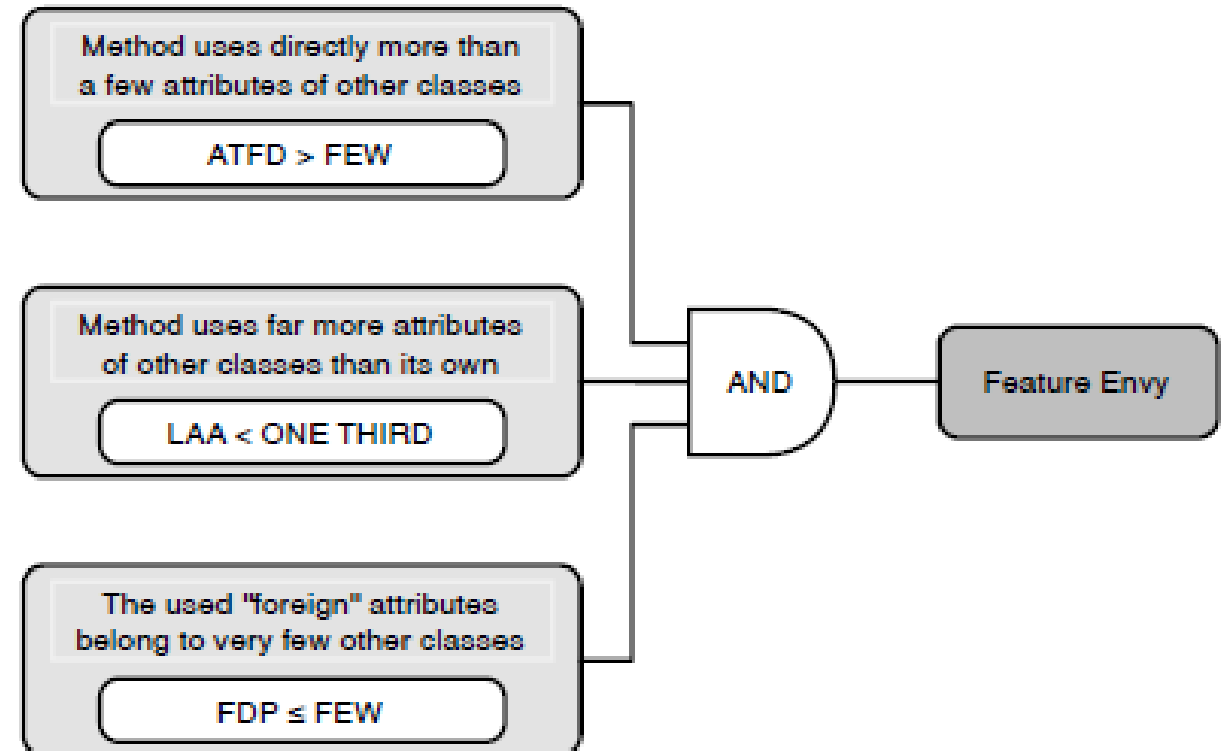 Method uses directly more than
a few attributes of other classes
ATFD > FEW
Method uses far more attributes
of other classes than its own
LAA < ONE THIRD
The used "foreign" attributes
belong to very few other classes
FDP ≤ FEW
AND
Feature Envy